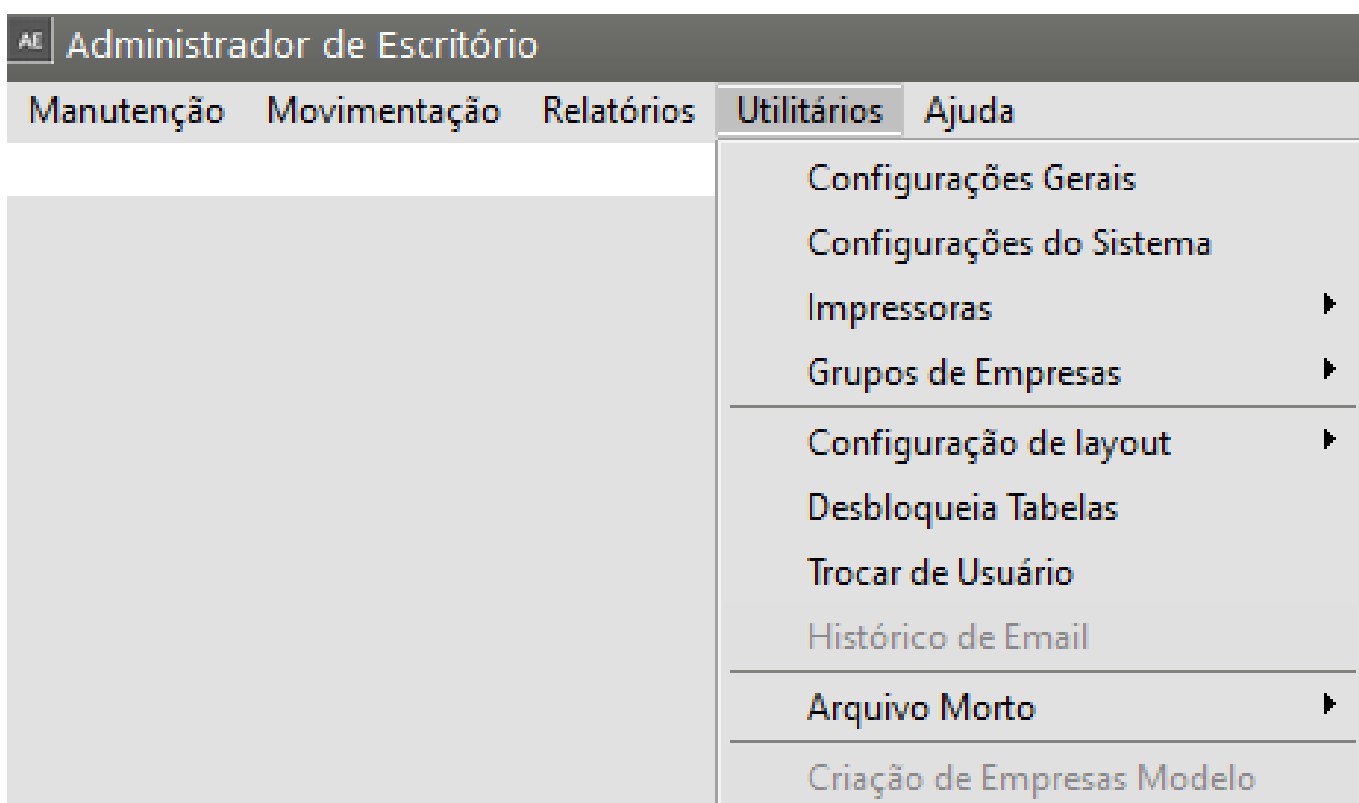 AE Administrador de Escritório
Manutenção Movimentação Relatórios Utilitários Ajuda
Configurações Gerais
Configurações do Sistema
Impressoras
Grupos de Empresas
Configuração de layout
Desbloqueia Tabelas
Trocar de Usuário
Histórico de Email
Arquivo Morto
Criação de Empresas Modelo